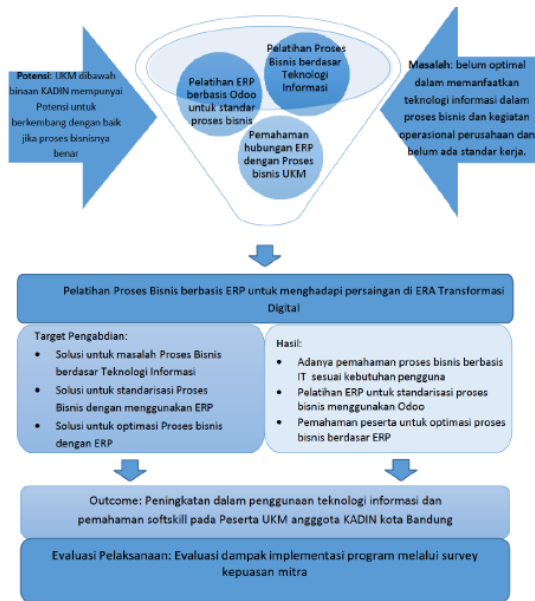 Potensi: UKM dibawah
binaan KADIN mempunyai
Potensi untuk
berkembang dengan baik
jika proses bisnisnya
benar
Pelatihan ERP
berbasis Odoo
untuk standar
proses bisnis
Pelatihan Proses
Bisnis berdasar
Teknologi
Informasi
Pemahaman
hubungan ERP
dengan Proses
bisnis UKM
Masalah: belum optimal
dalam memanfaatkan
teknologi informasi dalam
proses bisnis dan kegiatan
operasional perusahaan dan
belum ada standar kerja.
Pelatihan Proses Bisnis berbasis ERP untuk menghadapi persaingan di ERA Transformasi
Digital
Target Pengabdian:
• Solusi untuk masalah Proses Bisnis
berdasar Teknologi Informasi
• Solusi untuk standarisasi Proses
Bisnis dengan menggunakan ERP
• Solusi untuk optimasi Proses bisnis
dengan ERP
Hasil:
• Adanya pemahaman proses bisnis berbasis
IT sesuai kebutuhan pengguna
• Pelatihan ERP untuk standarisasi proses
bisnis menggunakan Odoo
• Pemahaman peserta untuk optimasi proses
bisnis berdasar ERP
Outcome: Peningkatan dalam penggunaan teknologi informasi dan
pemahaman softskill pada Peserta UKM angggota KADIN kota Bandung
Evaluasi Pelaksanaan: Evaluasi dampak implementasi program melalui survey
kepuasan mitra